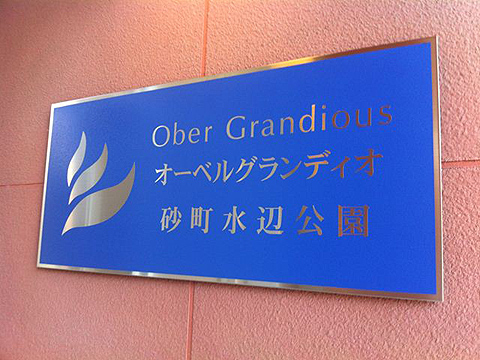 Ober Grandious
オーベルグランディオ
砂町水辺公園